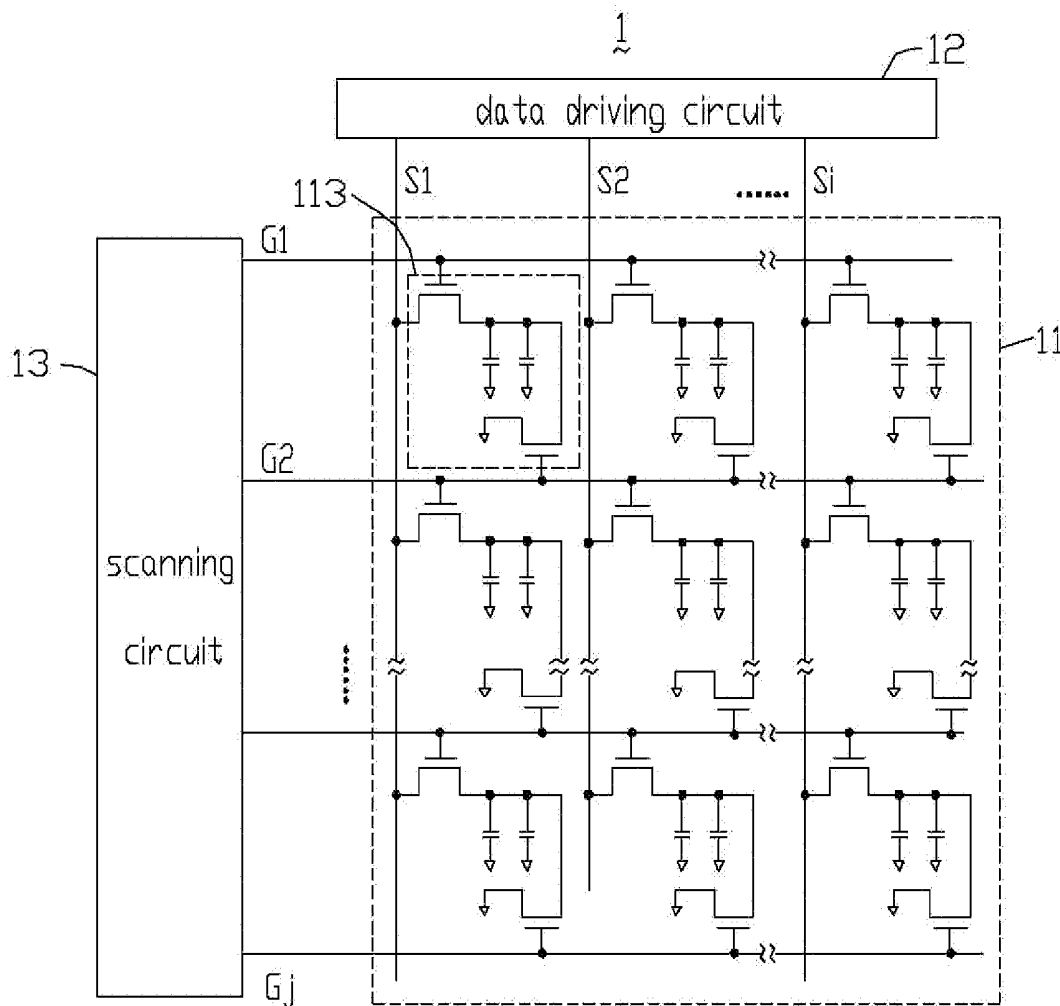 1
12
data driving circuit
S1 S2 ...... Si
113
G1
13
11
G2
scanning
circuit
......
Gj